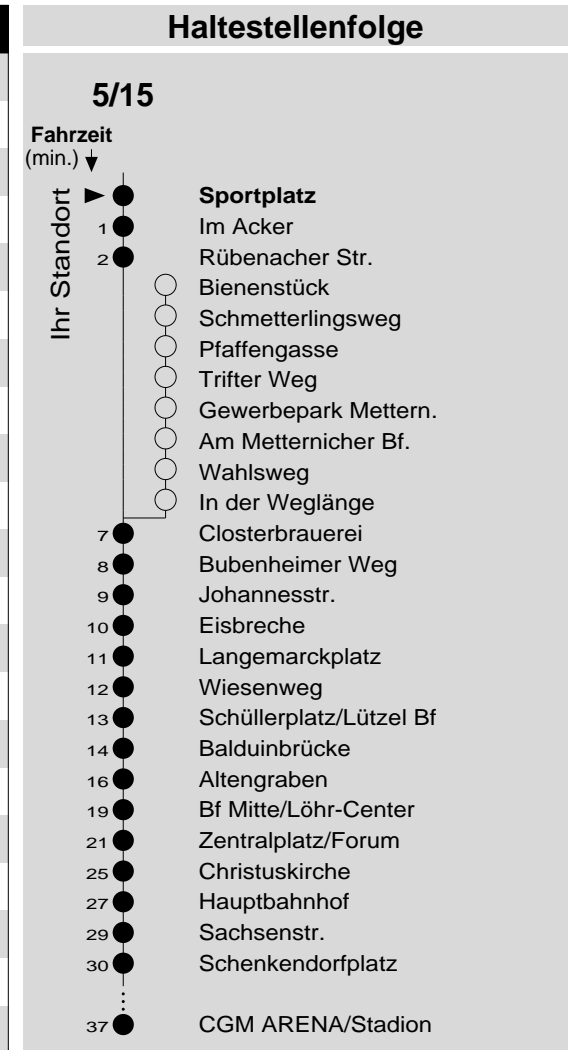 Haltestellenfolge
5/15
Fahrzeit
(min.)
Ihr Standort
Sportplatz
1 Im Acker
2 Rübenacher Str.
Bienenstück
Schmetterlingsweg
Pfaffengasse
Trifter Weg
Gewerbepark Mettern.
Am Metternicher Bf.
Wahlsweg
In der Weglänge
7 Closterbrauerei
8 Bubenheimer Weg
9 Johannesstr.
10 Eisbreche
11 Langemarckplatz
12 Wiesenweg
13 Schüllerplatz/Lützel Bf
14 Balduinbrücke
16 Altengraben
19 Bf Mitte/Löhr-Center
21 Zentralplatz/Forum
25 Christuskirche
27 Hauptbahnhof
29 Sachsenstr.
30 Schenkendorfplatz
37 CGM ARENA/Stadion